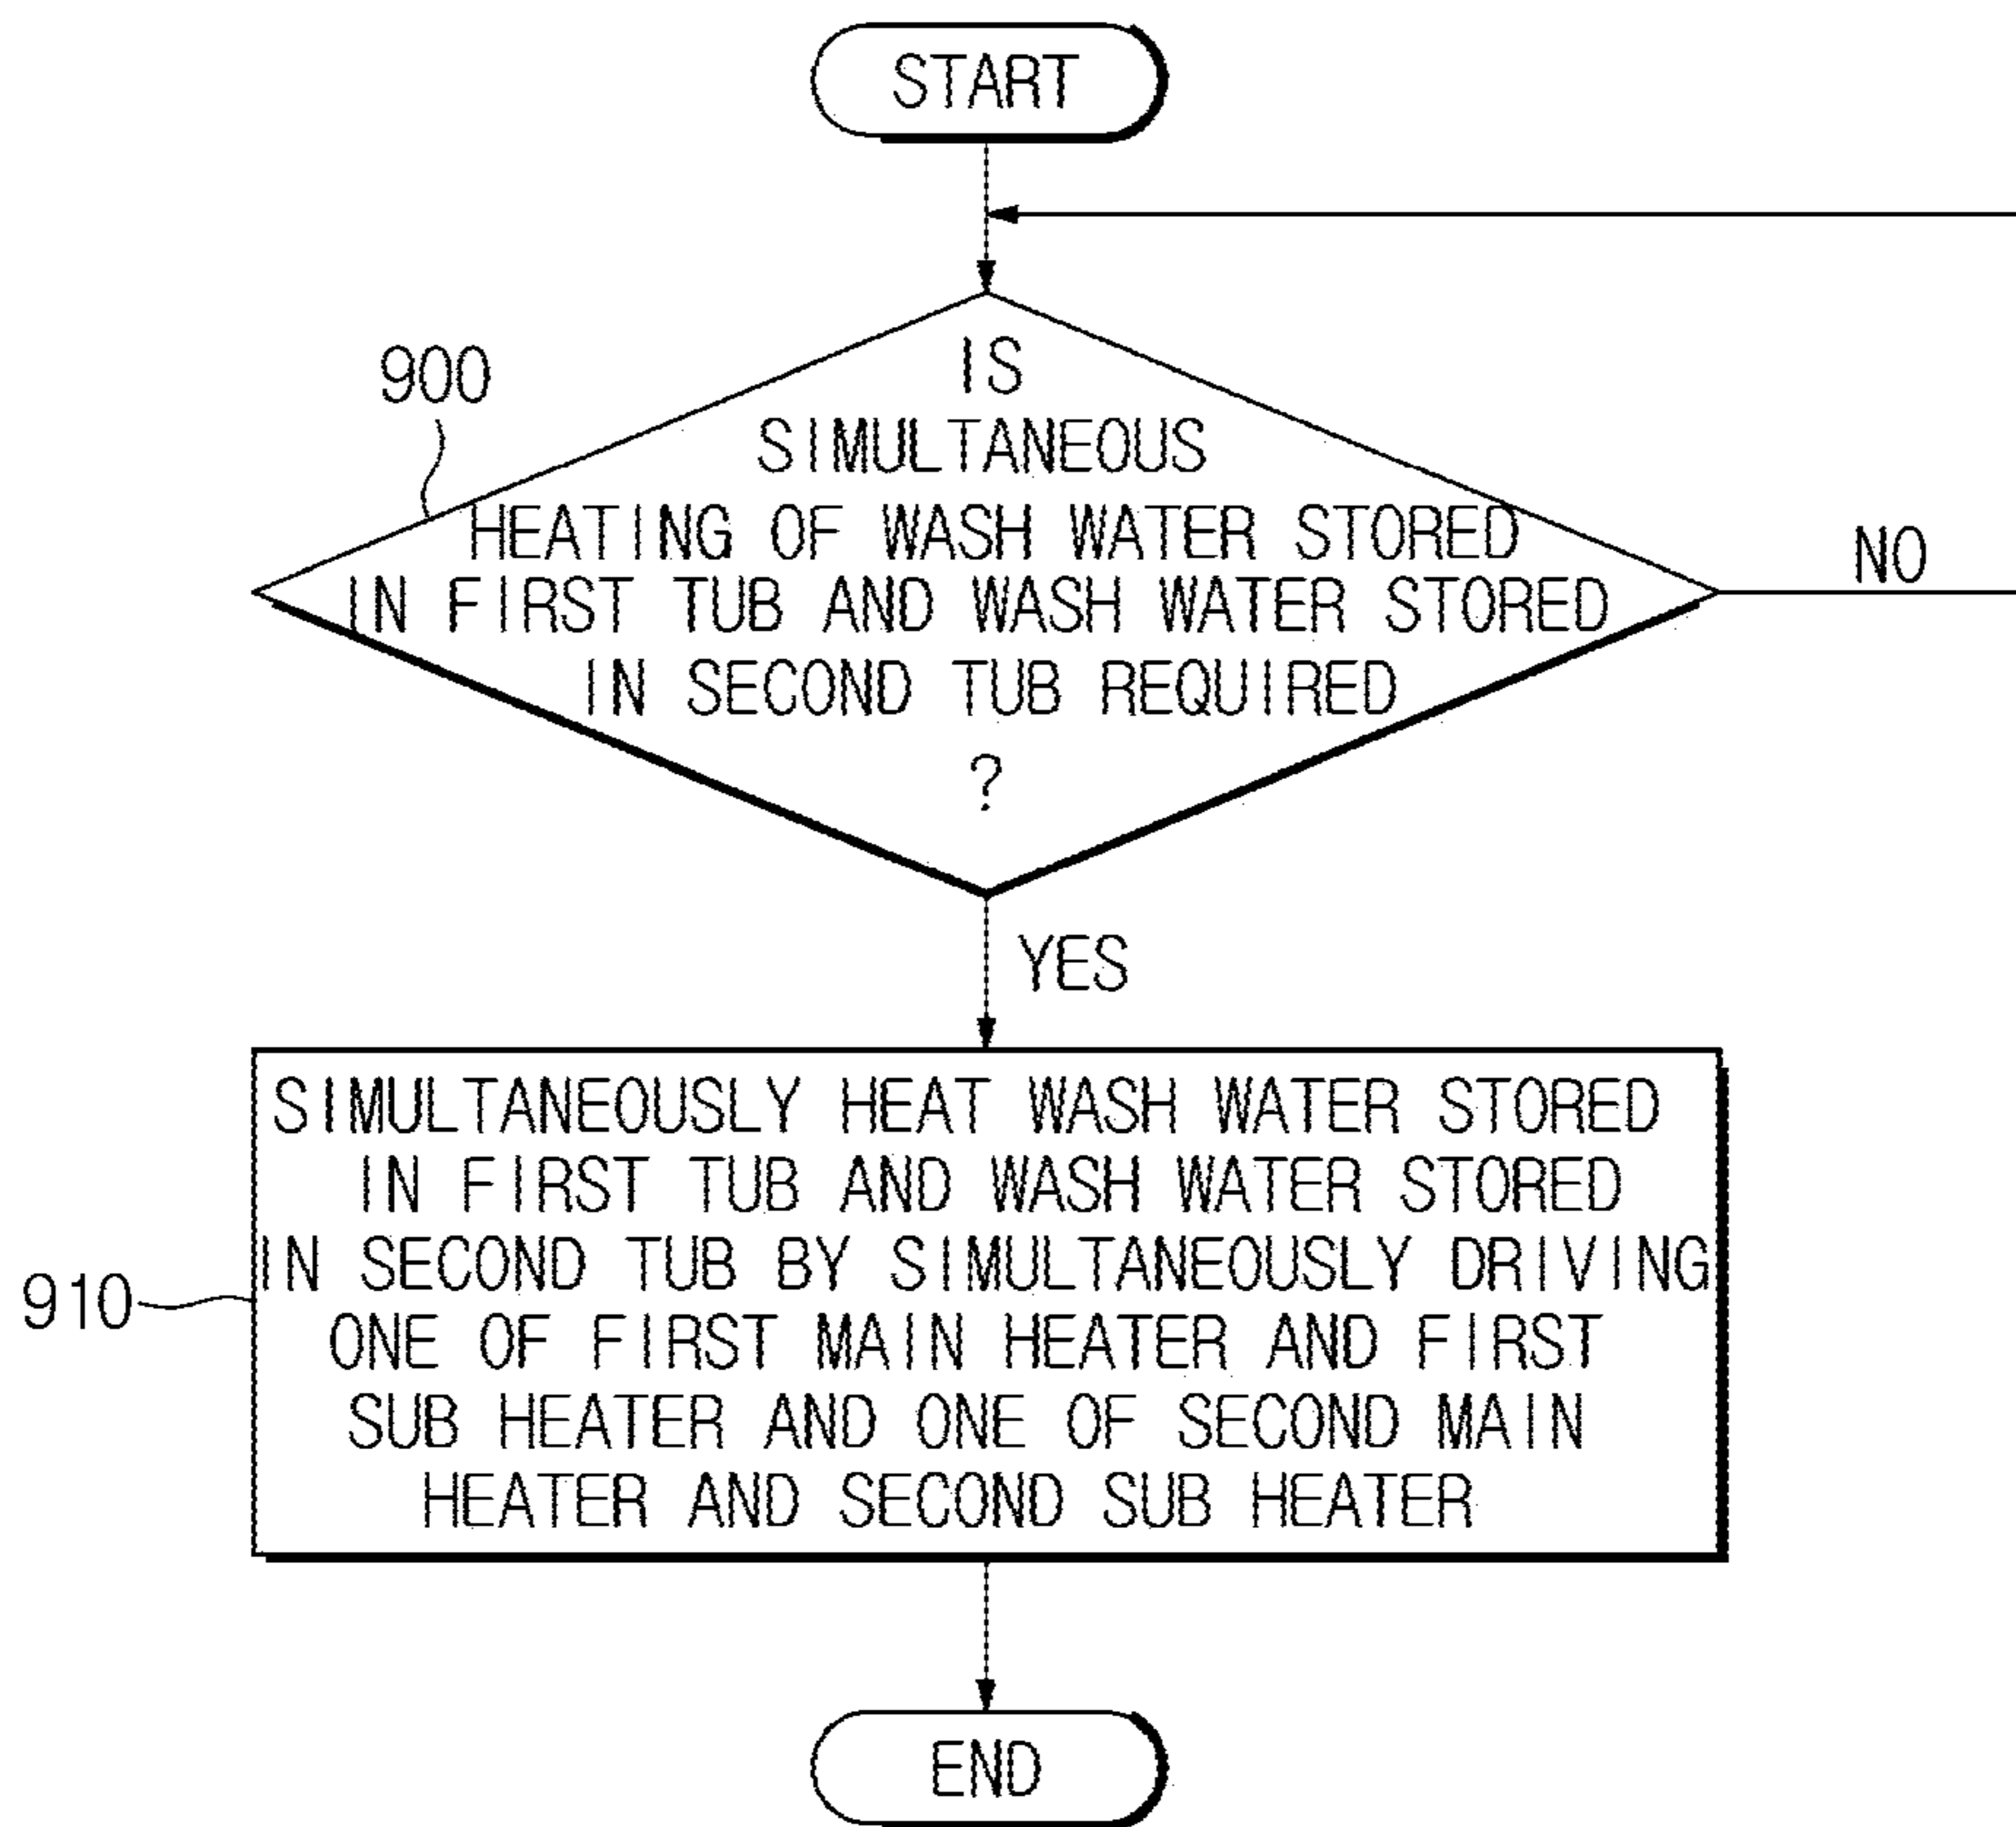 START
900
IS
SIMULTANEOUS
HEATING OF WASH WATER STORED
IN FIRST TUB AND WASH WATER STORED
IN SECOND TUB REQUIRED
?
NO
YES
910
SIMULTANEOUSLY HEAT WASH WATER STORED
IN FIRST TUB AND WASH WATER STORED
IN SECOND TUB BY SIMULTANEOUSLY DRIVING
ONE OF FIRST MAIN HEATER AND FIRST
SUB HEATER AND ONE OF SECOND MAIN
HEATER AND SECOND SUB HEATER
END